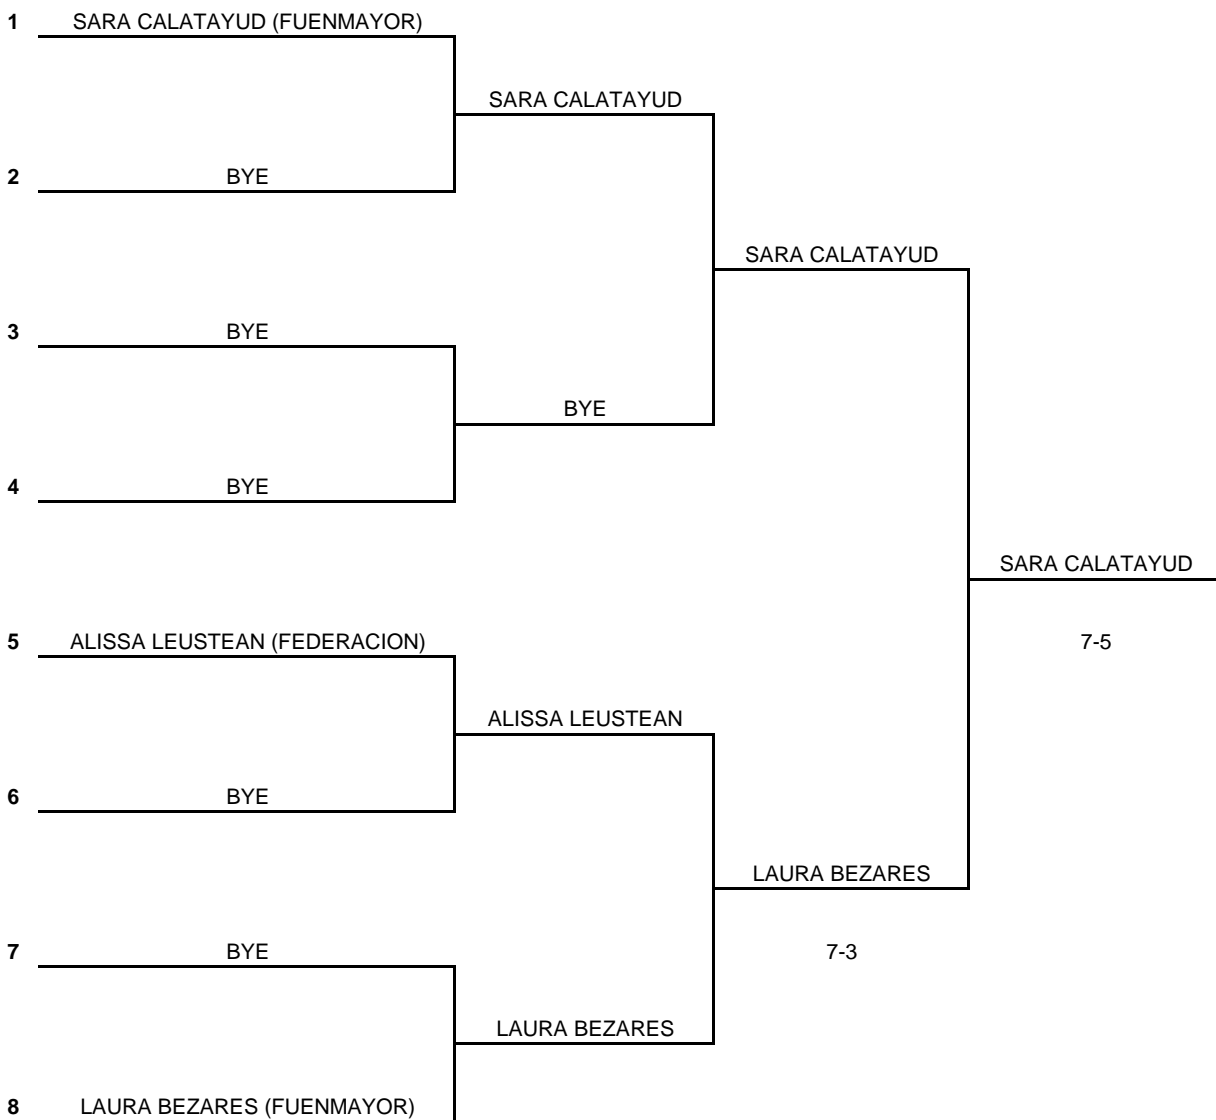 1 SARA CALATAYUD (FUENMAYOR)
SARA CALATAYUD
2 BYE
SARA CALATAYUD
3 BYE
BYE
4 BYE
SARA CALATAYUD
5 ALISSA LEUSTEAN (FEDERACION)
7-5
ALISSA LEUSTEAN
6 BYE
LAURA BEZARES
7 BYE
7-3
LAURA BEZARES
8 LAURA BEZARES (FUENMAYOR)